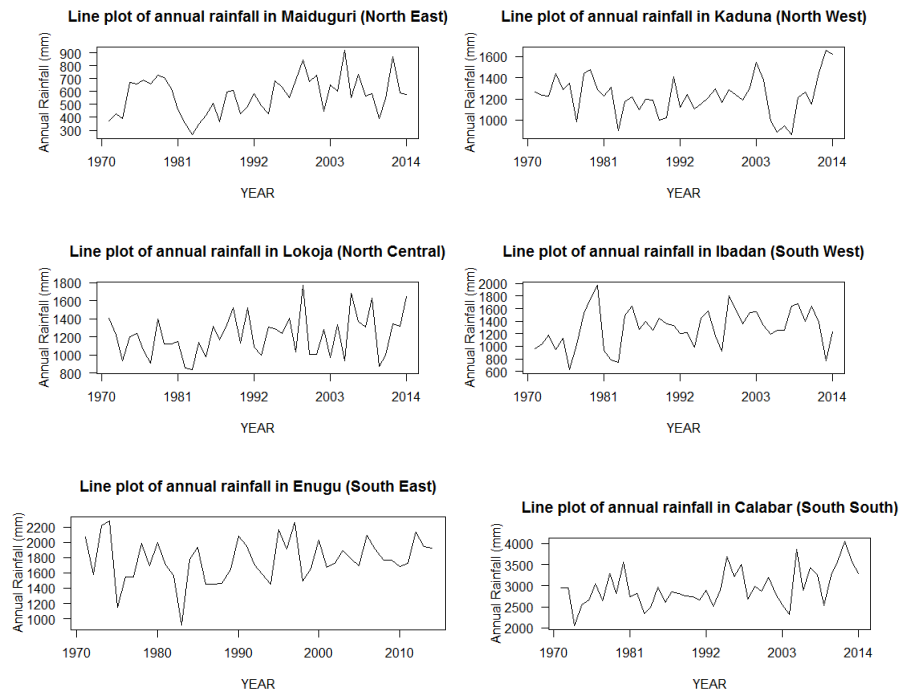 Line plot of annual rainfall in Maiduguri (North East)
Annual Rainfall (mm)
900
800
700
600
500
400
300
1970 1981 1992 2003 2014
YEAR
Line plot of annual rainfall in Kaduna (North West)
Annual Rainfall (mm)
1600
1400
1200
1000
1970 1981 1992 2003 2014
YEAR
Line plot of annual rainfall in Lokoja (North Central)
Annual Rainfall (mm)
1800
1600
1400
1200
1000
800
1970 1981 1992 2003 2014
YEAR
Line plot of annual rainfall in Ibadan (South West)
Annual Rainfall (mm)
2000
1800
1600
1400
1200
1000
800
600
1970 1981 1992 2003 2014
YEAR
Line plot of annual rainfall in Enugu (South East)
Annual Rainfall (mm)
2200
2000
1800
1600
1400
1200
1000
1970 1980 1990 2000 2010
YEAR
Line plot of annual rainfall in Calabar (South South)
Annual Rainfall (mm)
4000
3500
3000
2500
2000
1970 1981 1992 2003 2014
YEAR